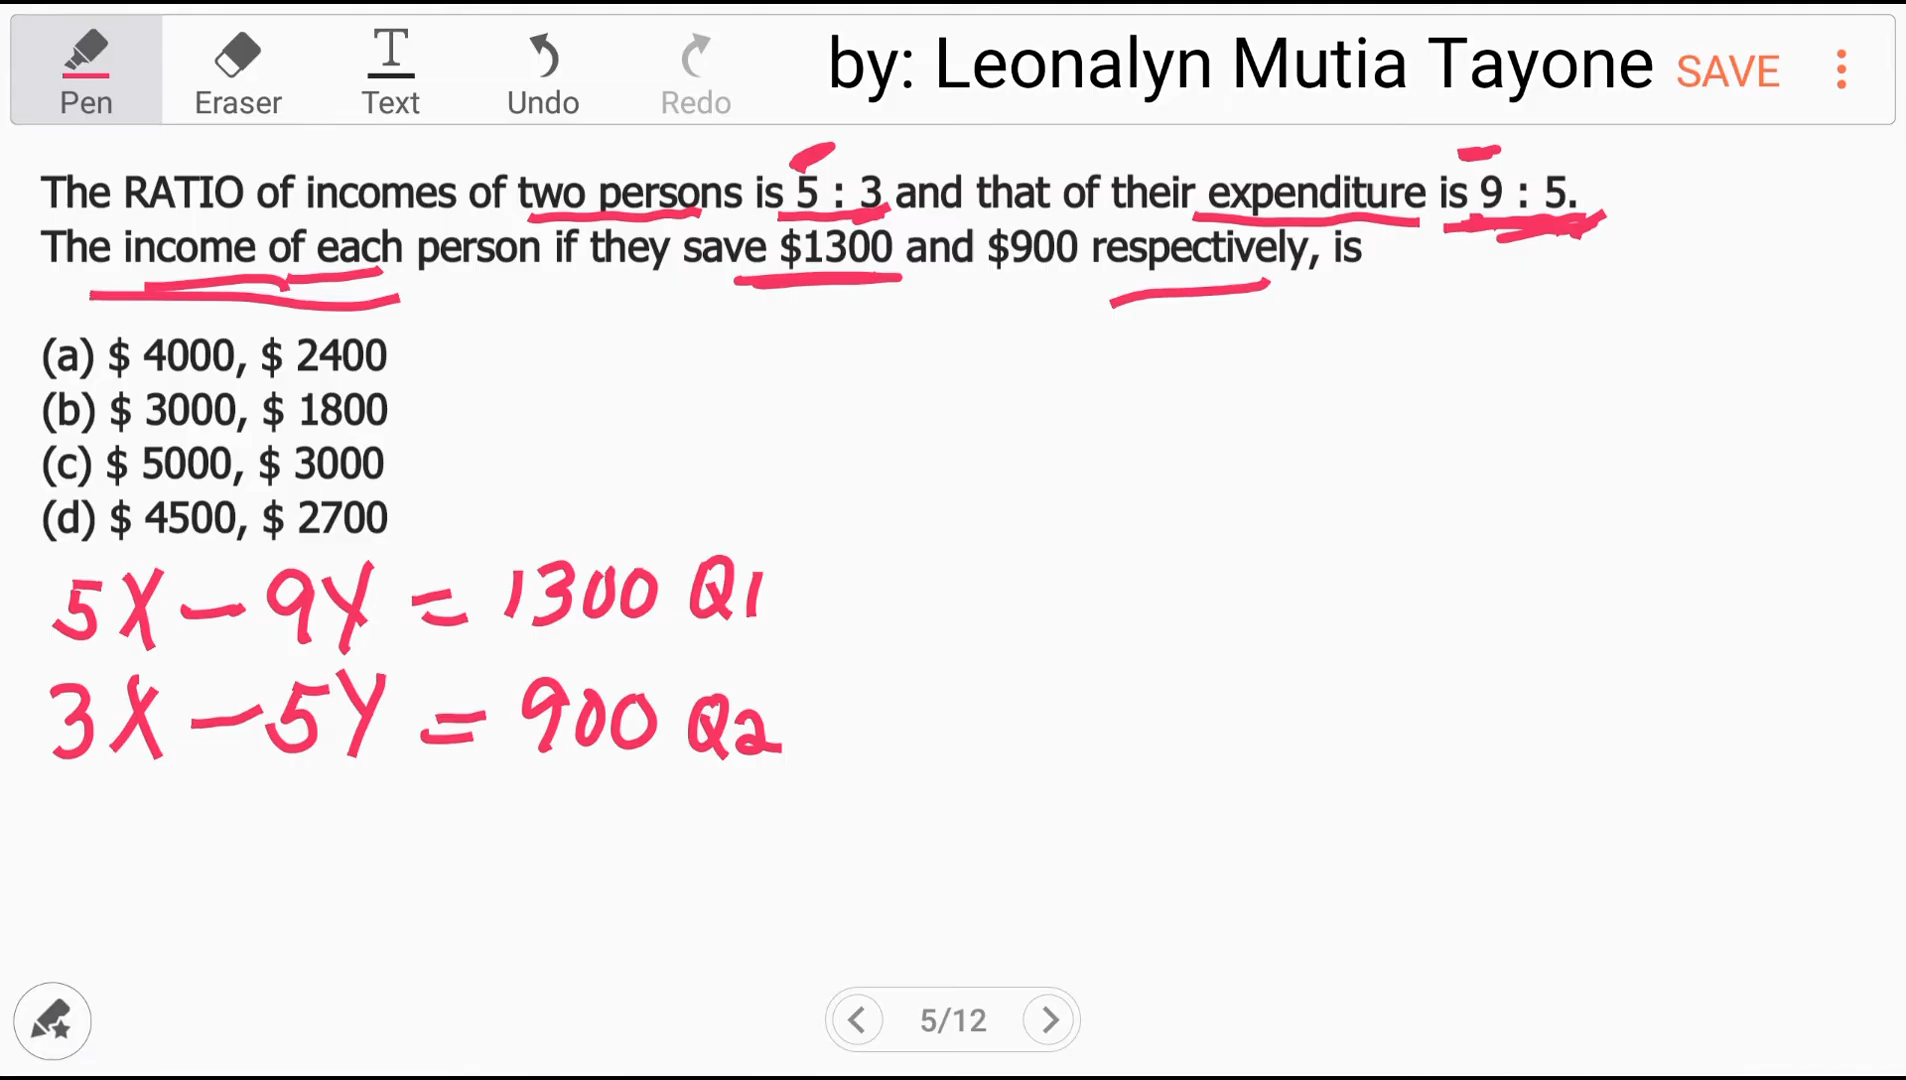 Pen
Eraser
T
Text
Undo
Redo
by: Leonalyn Mutia Tayone
SAVE
The RATIO of incomes of two persons is 5 : 3 and that of their expenditure is 9 : 5.
The income of each person if they save $1300 and $900 respectively, is
(a) $ 4000, $ 2400
(b) $ 3000, $ 1800
(c) $ 5000, $ 3000
(d) $ 4500, $ 2700
5X - 9Y = 1300 Q1
3X - 5Y = 900 Q2
5/12